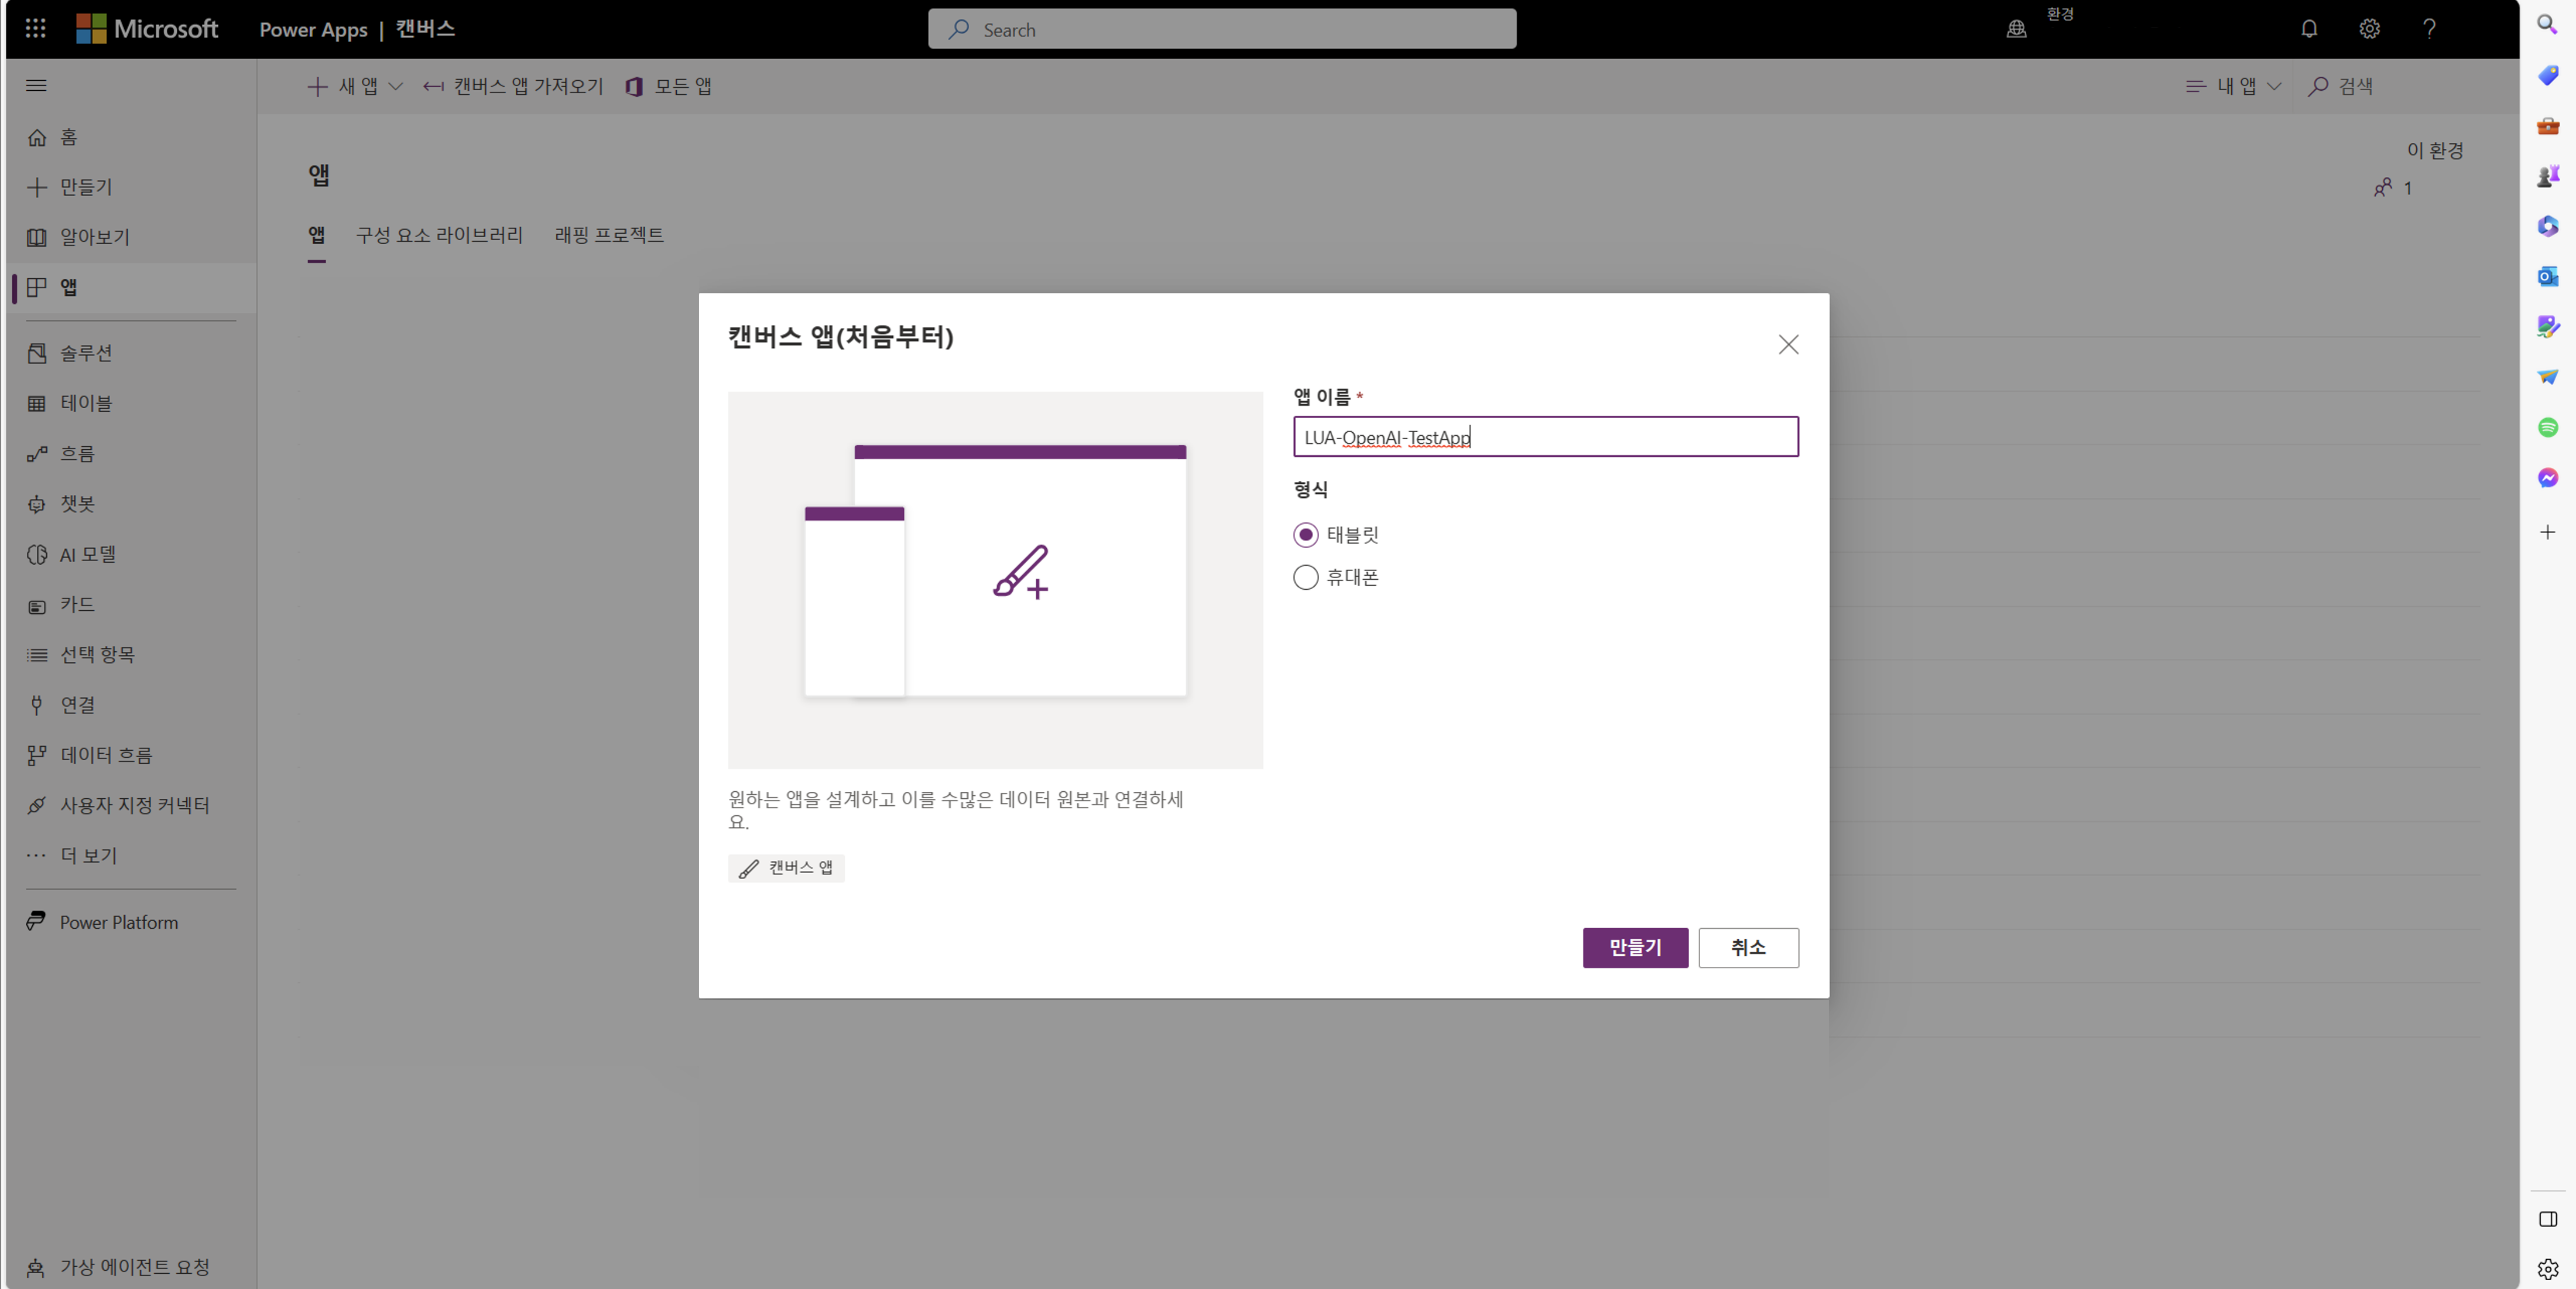 Microsoft Power Apps | 캔버스
Search
환경
새 앱
캔버스 앱 가져오기
모든 앱
내 앱
검색
홈
만들기
알아보기
앱
솔루션
테이블
흐름
챗봇
AI 모델
카드
선택 항목
연결
데이터 흐름
사용자 지정 커넥터
더 보기
Power Platform
가상 에이전트 요청
앱
이 환경
1
앱 구성 요소 라이브러리 래핑 프로젝트
캔버스 앱(처음부터)
앱 이름 *
LUA-OpenAI-TestApp
형식
태블릿
휴대폰
원하는 앱을 설계하고 이를 수많은 데이터 원본과 연결하세
요.
캔버스 앱
만들기
취소